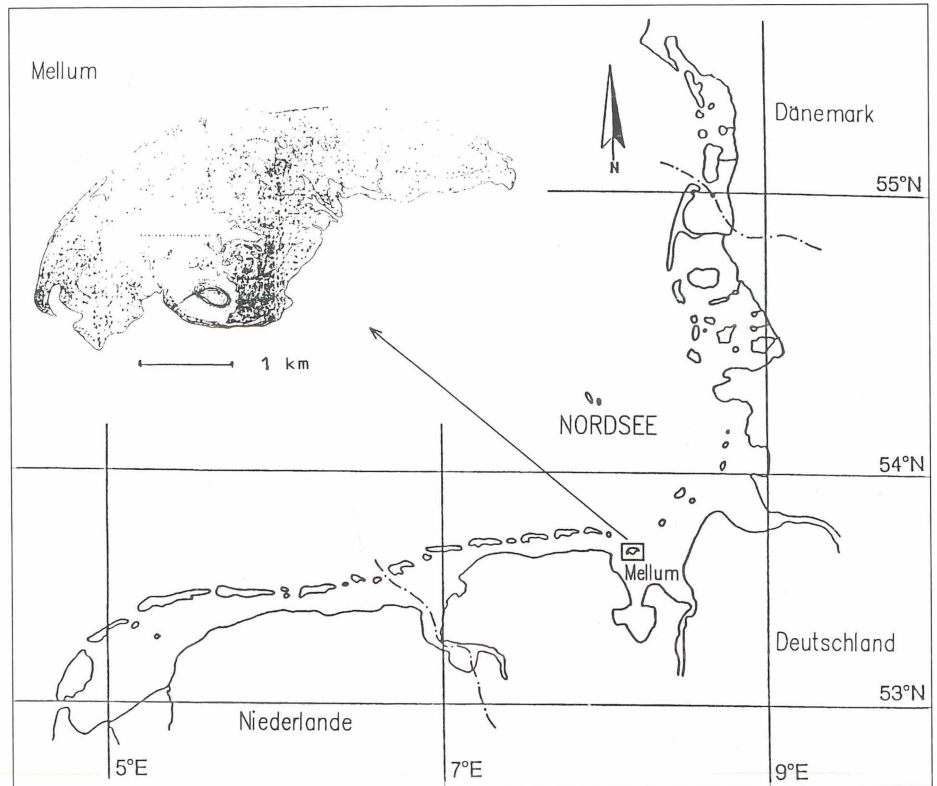 Mellum
Dänemark
N
55°N
1 km
NORDSEE
54°N
Mellum
Deutschland
53°N
Niederlande
5°E
7°E
9°E